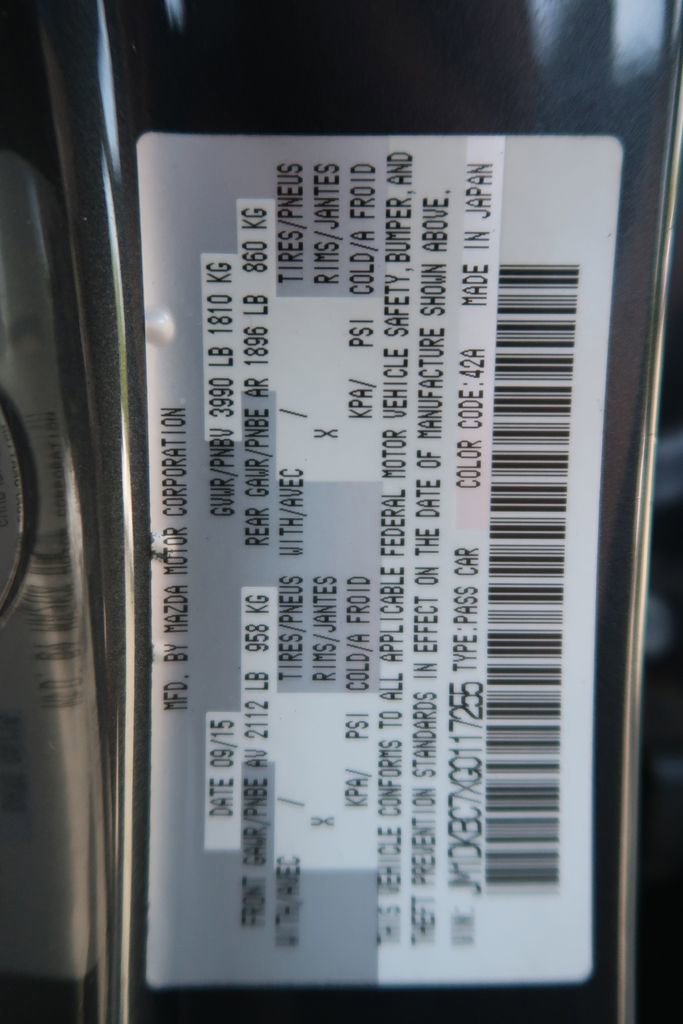 MFD. BY MAZDA MOTOR CORPORATION
DATE 09/15 GVWR/PNBV 3990 LB 1810 KG
FRONT GAWR/PNBE AV 2112 LB 958 KG REAR GAWR/PNBE AR 1896 LB 860 KG
WITH/AVEC / TIRES/PNEUS WITH/AVEC / TIRES/PNEUS
X RIMS/JANTES X RIMS/JANTES
KPA/ PSI COLD/A FROID KPA/ PSI COLD/A FROID
THIS VEHICLE CONFORMS TO ALL APPLICABLE FEDERAL MOTOR VEHICLE SAFETY, BUMPER, AND
THEFT PREVENTION STANDARDS IN EFFECT ON THE DATE OF MANUFACTURE SHOWN ABOVE.
VIN: JM1DKBC7XG0117255 TYPE:PASS CAR COLOR CODE:42A MADE IN JAPAN